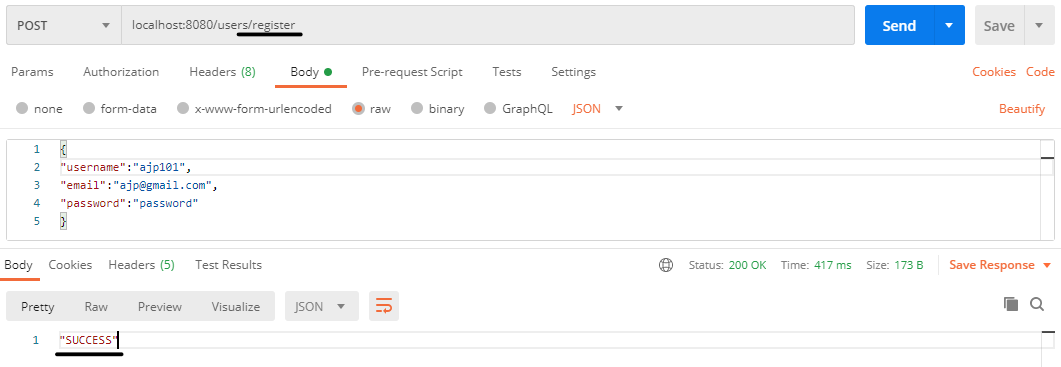 POST localhost:8080/users/register Send Save
Params Authorization Headers (8) Body Pre-request Script Tests Settings Cookies Code
none form-data x-www-form-urlencoded raw binary GraphQL JSON Beautify
1 {
2 "username":"ajp101",
3 "email":"ajp@gmail.com",
4 "password":"password"
5 }
Body Cookies Headers (5) Test Results Status: 200 OK Time: 417 ms Size: 173 B Save Response
Pretty Raw Preview Visualize JSON
1 "SUCCESS"